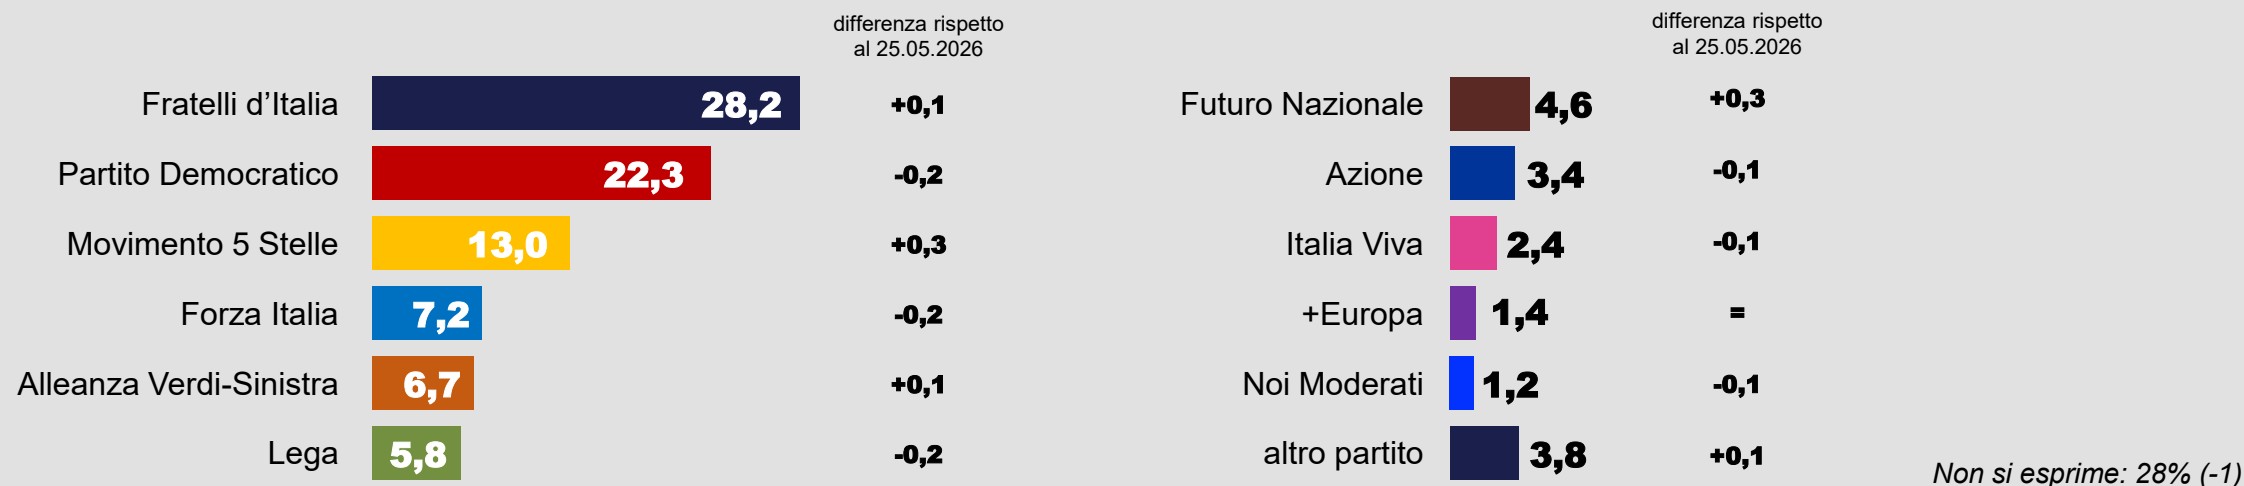 differenza rispetto
al 25.05.2026
Fratelli d’Italia 28,2 +0,1
Partito Democratico 22,3 -0,2
Movimento 5 Stelle 13,0 +0,3
Forza Italia 7,2 -0,2
Alleanza Verdi-Sinistra 6,7 +0,1
Lega 5,8 -0,2
differenza rispetto
al 25.05.2026
Futuro Nazionale 4,6 +0,3
Azione 3,4 -0,1
Italia Viva 2,4 -0,1
+Europa 1,4 =
Noi Moderati 1,2 -0,1
altro partito 3,8 +0,1
Non si esprime: 28% (-1)